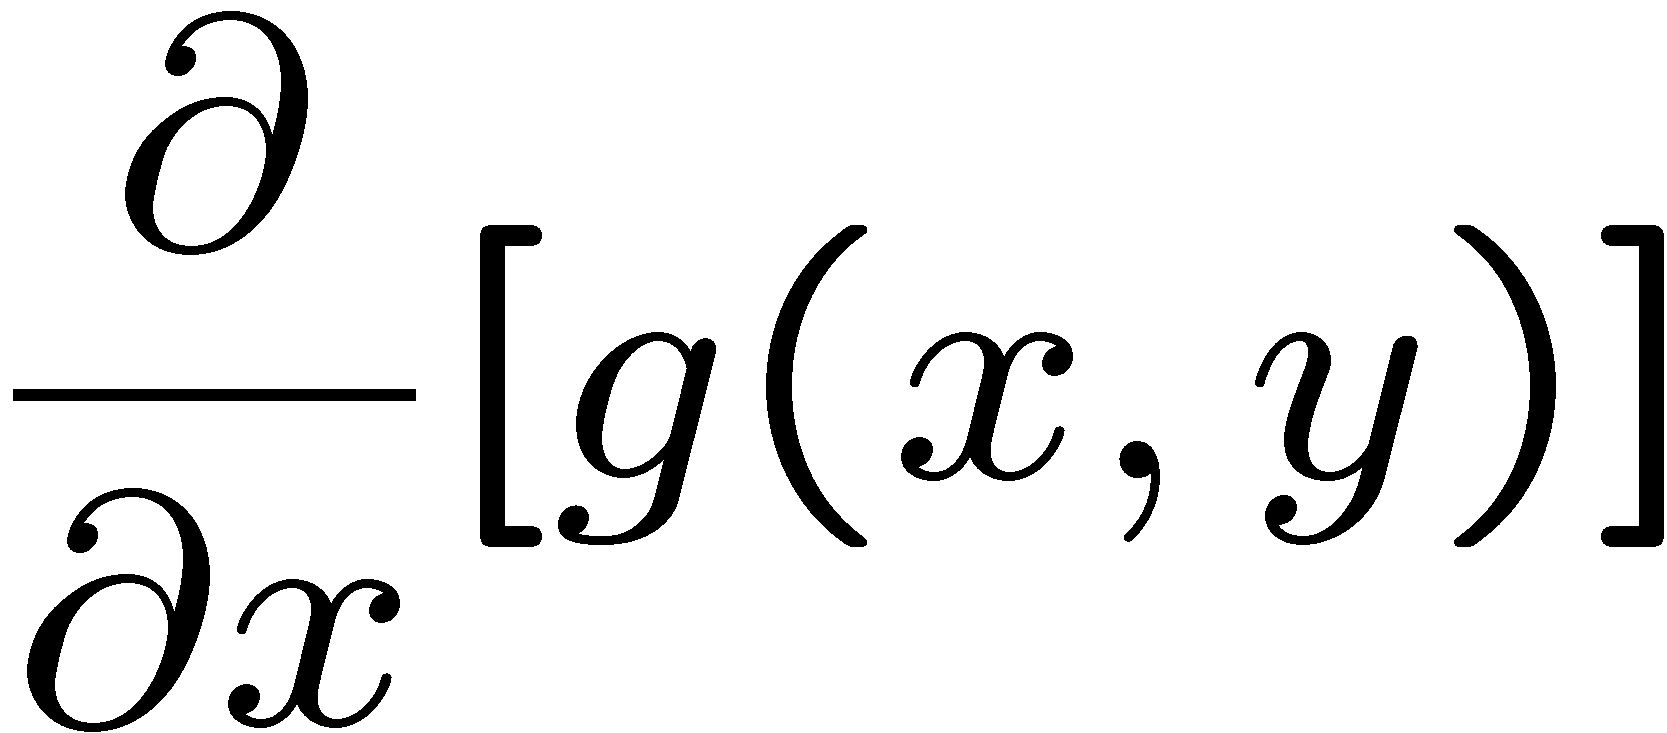 ∂/∂x [g(x, y)]